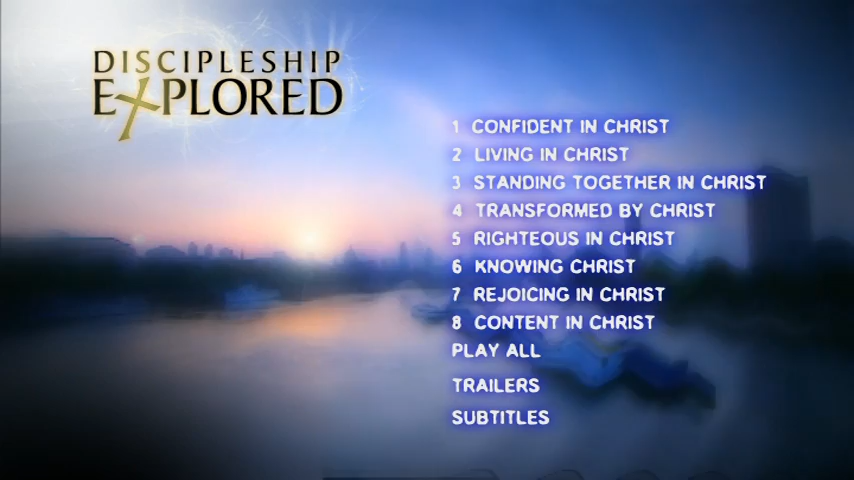 DISCIPLESHIP
EXPLORED
1 CONFIDENT IN CHRIST
2 LIVING IN CHRIST
3 STANDING TOGETHER IN CHRIST
4 TRANSFORMED BY CHRIST
5 RIGHTEOUS IN CHRIST
6 KNOWING CHRIST
7 REJOICING IN CHRIST
8 CONTENT IN CHRIST
PLAY ALL
TRAILERS
SUBTITLES